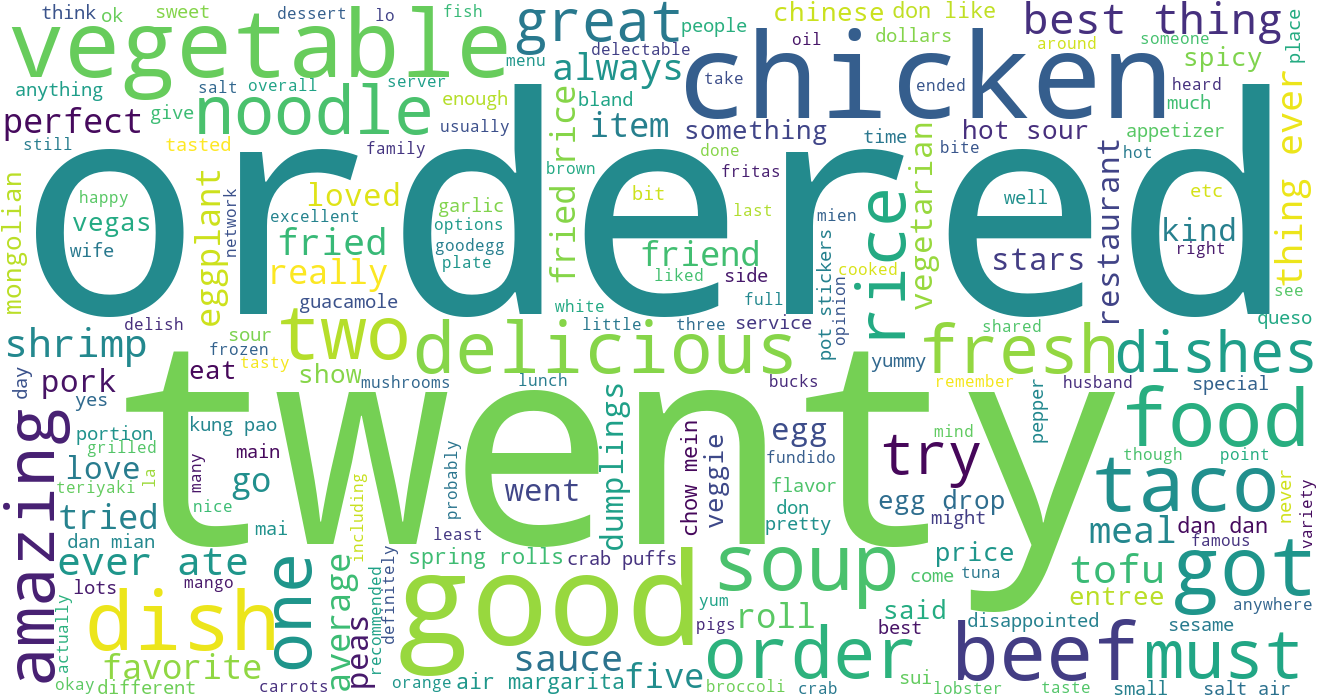 think
ok
sweet
dessert
lo
fish
great
people
chinese
don like
best thing
place
vegetable
delectable
oil
dollars
around
someone
menu
always
chicken
spicy
anything
salt
overall
server
take
ended
heard
perfect
give
noodle
enough
bland
much
usually
item
something
time
hot sour
appetizer
still
tasted
family
fried rice
done
vegetarian
bite
hot
thing ever
ordered
brown
fritas
restaurant
mongolian
happy
eggplant
network
loved
garlic
bit
last
mien
rice
well
etc
vegas
excellent
options
kind
wife
fried
goodegg
friend
stars
right
really
plate
liked
side
pot stickers
opinion
cooked
guacamole
white
full
see
delish
two
little
three
service
shared
queso
shrimp
sour
frozen
delicious
fresh
dishes
tasty
yummy
day
pork
eat
show
mushrooms
lunch
bucks
remember
husband
special
yes
twenty
dumplings
pepper
food
amazing
portion
kung pao
egg
try
mind
grilled
main
probably
chow mein
veggie
fundido
though
point
love
many
la
go
went
flavor
egg drop
taco
never
variety
teriyaki
nice
including
don
might
meal
dan dan
tried
mai
pretty
famous
dan mian
least
soup
price
ever ate
one
average
spring rolls
crab puffs
come
tuna
tofu
got
lots
mango
recommended
definitely
good
yum
roll
said
entree
anywhere
actually
dish
peas
pigs
best
disappointed
sesame
favorite
sauce
order
beef
must
okay
different
carrots
orange
air margarita
five
broccoli
crab
sui
lobster
taste
small
salt air